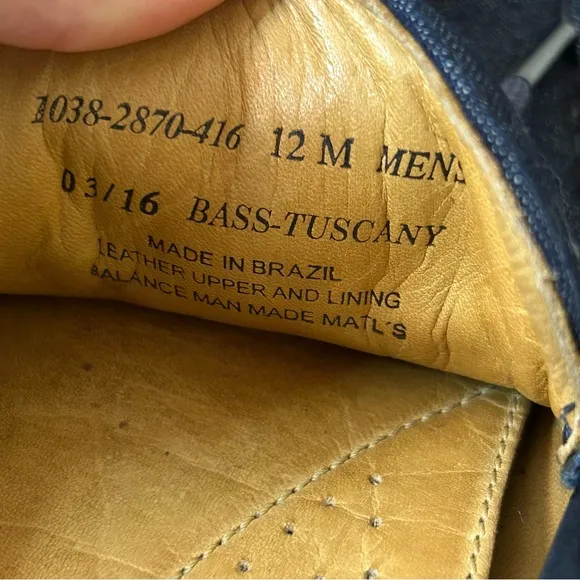 1038-2870-416 12 M MENS
03/16 BASS-TUSCANY
MADE IN BRAZIL
LEATHER UPPER AND LINING
BALANCE MAN MADE MATL'S